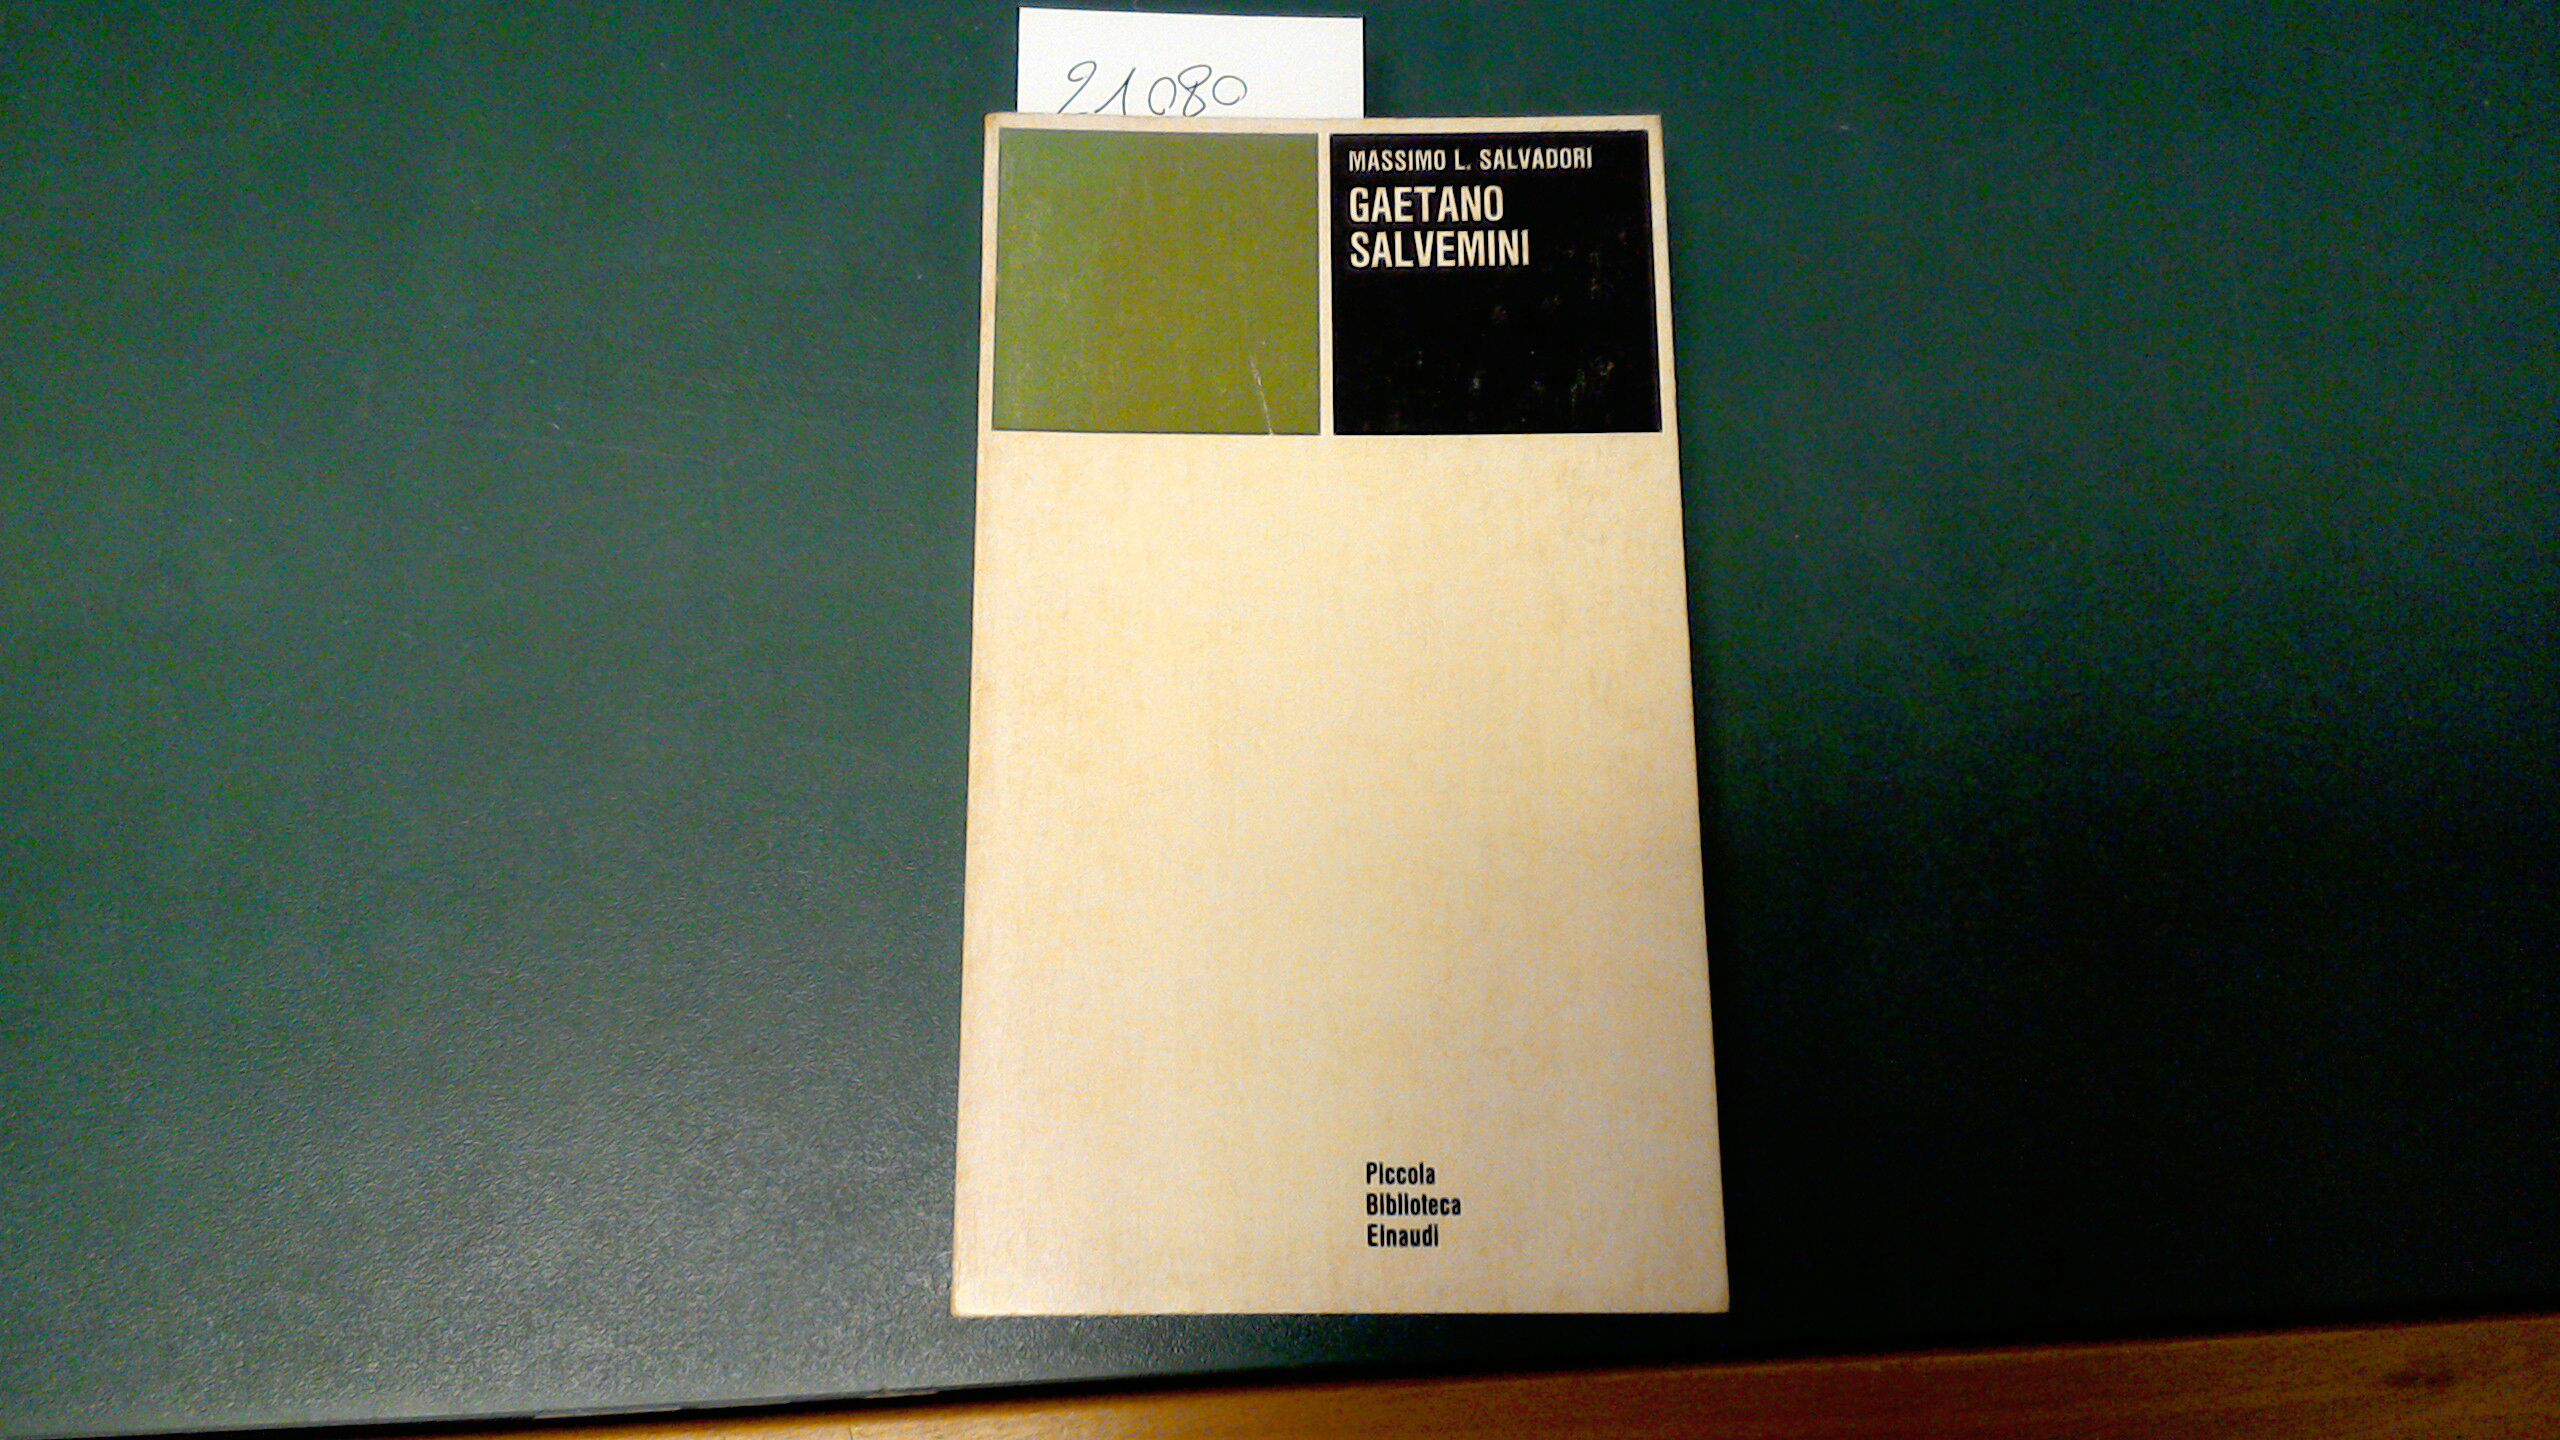 21080
MASSIMO L. SALVADORI
GAETANO
SALVEMINI
Piccola
Biblioteca
Einaudi